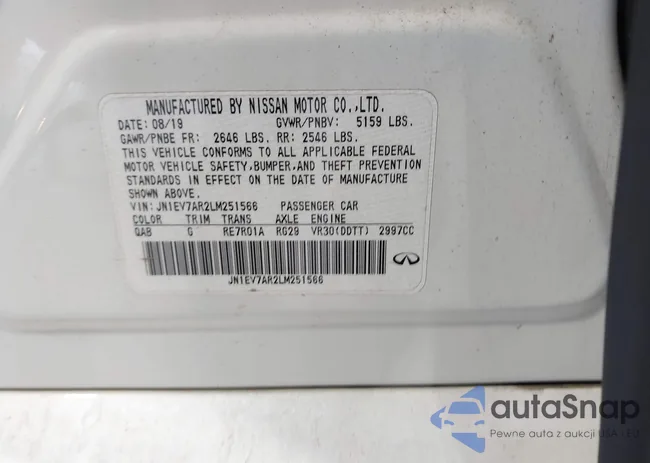 MANUFACTURED BY NISSAN MOTOR CO.,LTD.
DATE: 08/19 GVWR/PNBV: 5159 LBS.
GAWR/PNBE FR: 2646 LBS. RR: 2546 LBS.
THIS VEHICLE CONFORMS TO ALL APPLICABLE FEDERAL
MOTOR VEHICLE SAFETY,BUMPER,AND THEFT PREVENTION
STANDARDS IN EFFECT ON THE DATE OF MANUFACTURE
SHOWN ABOVE.
VIN: JN1EV7AR2LM251566 PASSENGER CAR
COLOR TRIM TRANS AXLE ENGINE
QAB G RE7R01A RG29 VR30(DDTT) 2997CC
JN1EV7AR2LM251566
autaSnap
Pewne auta z aukcji USA - EU